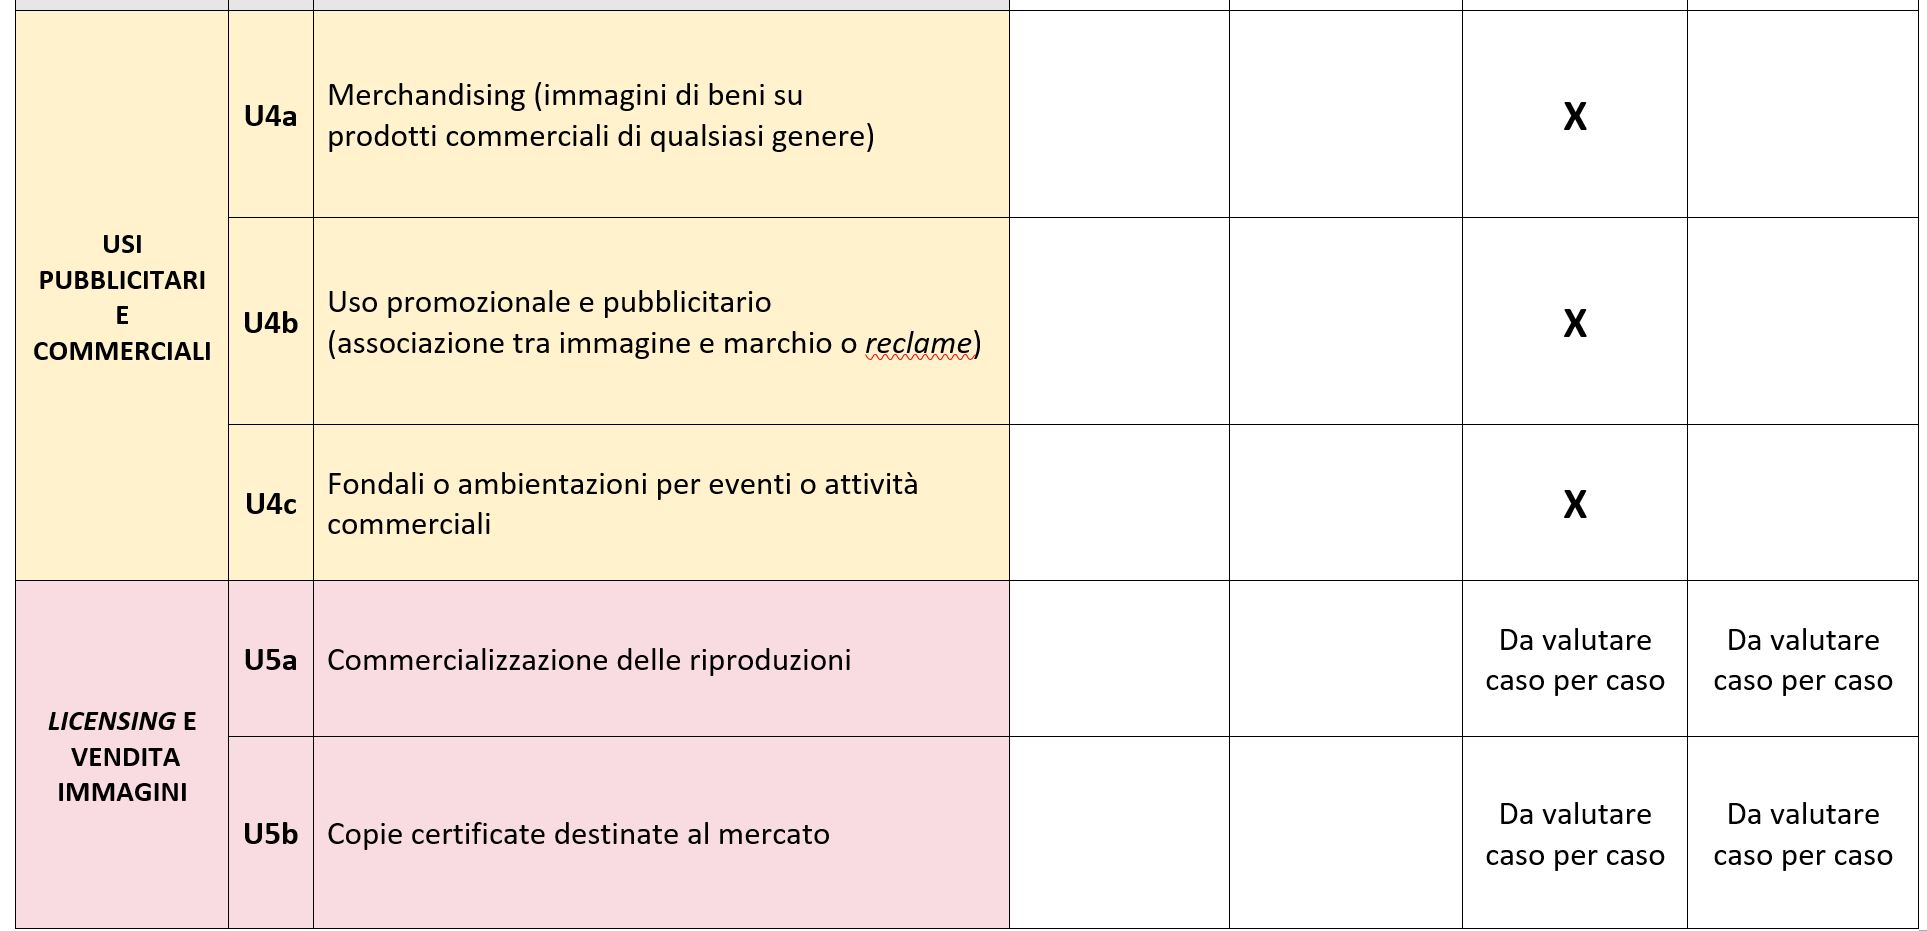 USI
PUBBLICITARI
E
COMMERCIALI
U4a
Merchandising (immagini di beni su
prodotti commerciali di qualsiasi genere)
X
U4b
Uso promozionale e pubblicitario
(associazione tra immagine e marchio o reclame)
X
U4c
Fondali o ambientazioni per eventi o attività
commerciali
X
LICENSING E
VENDITA
IMMAGINI
U5a
Commercializzazione delle riproduzioni
Da valutare
caso per caso
Da valutare
caso per caso
U5b
Copie certificate destinate al mercato
Da valutare
caso per caso
Da valutare
caso per caso